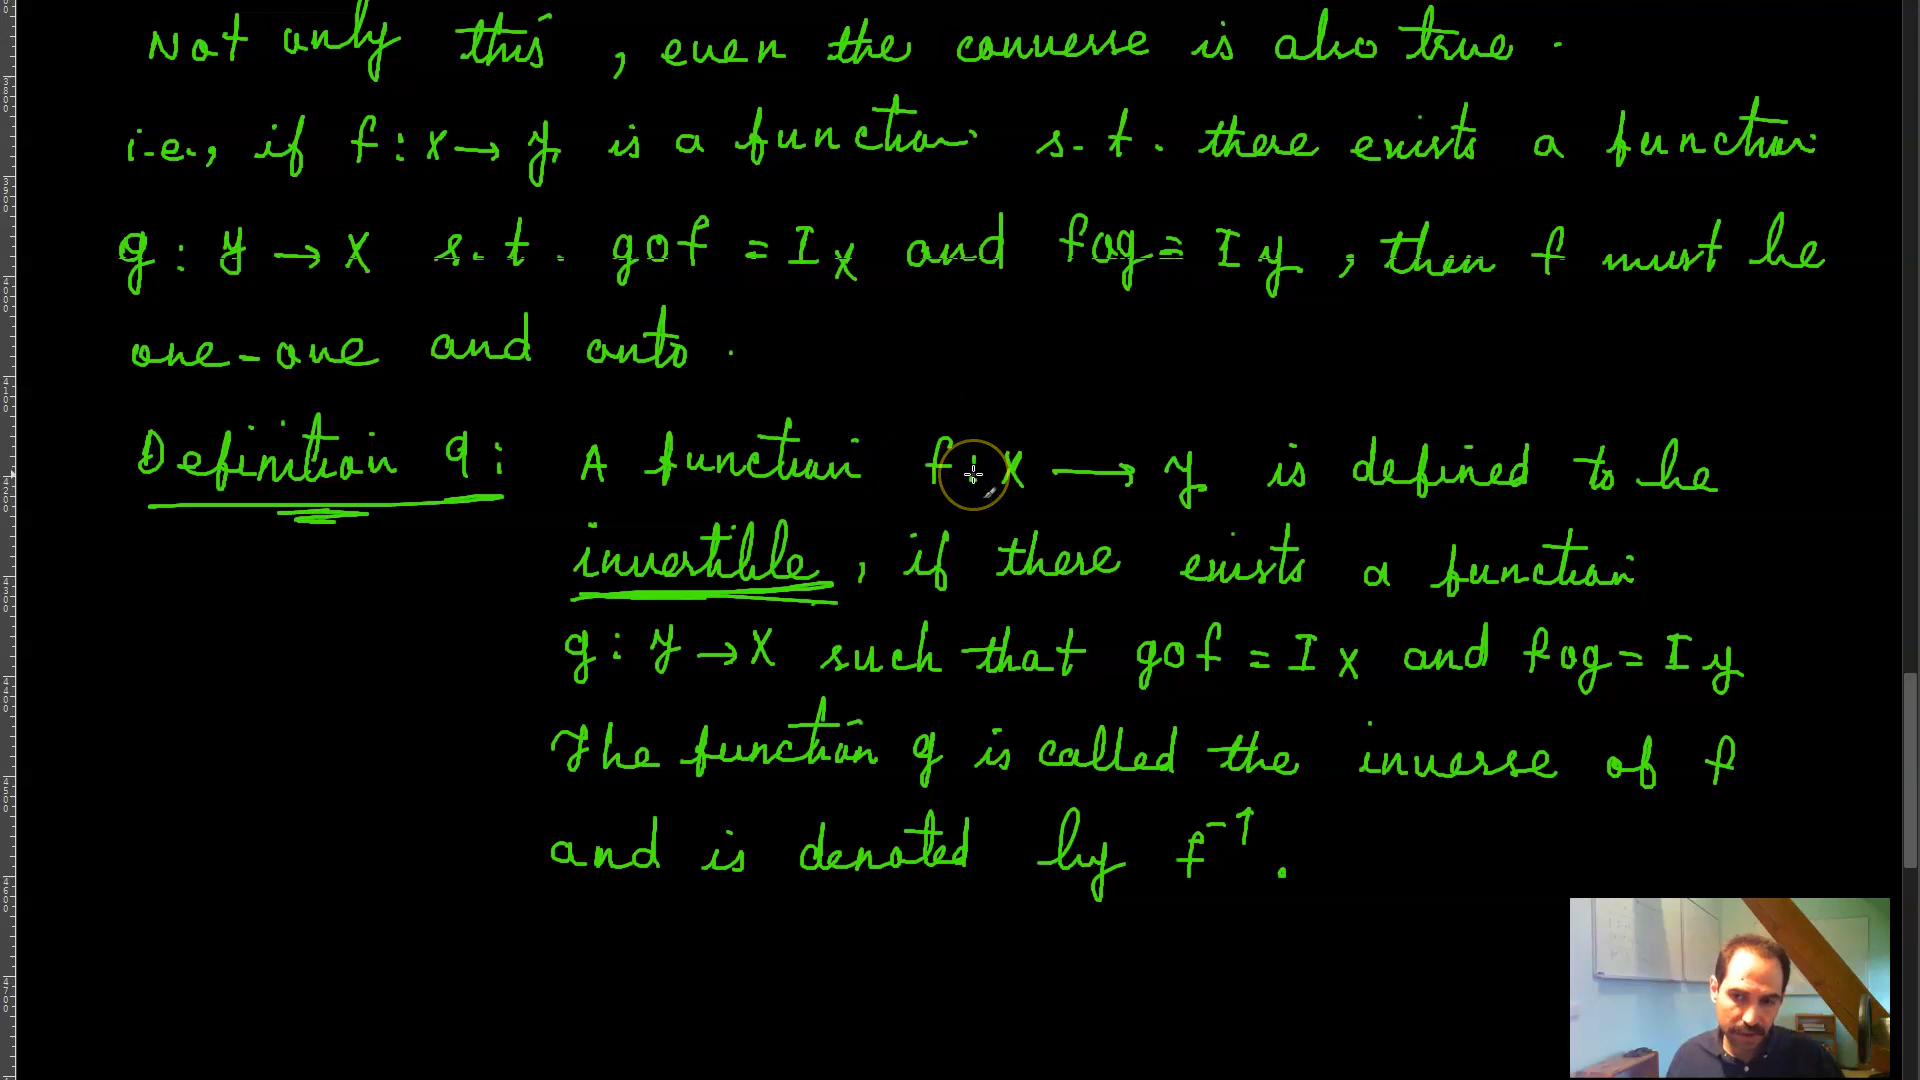 Not only this, even the converse is also true.
i.e., if f : X → Y is a function s.t. there exists a function
g : Y → X s.t. gof = I_X and fog = I_Y, then f must be
one-one and onto.
Definition 9: A function f : X → Y is defined to be
invertible, if there exists a function
g : Y → X such that gof = I_X and fog = I_Y
The function g is called the inverse of f
and is denoted by f⁻¹.